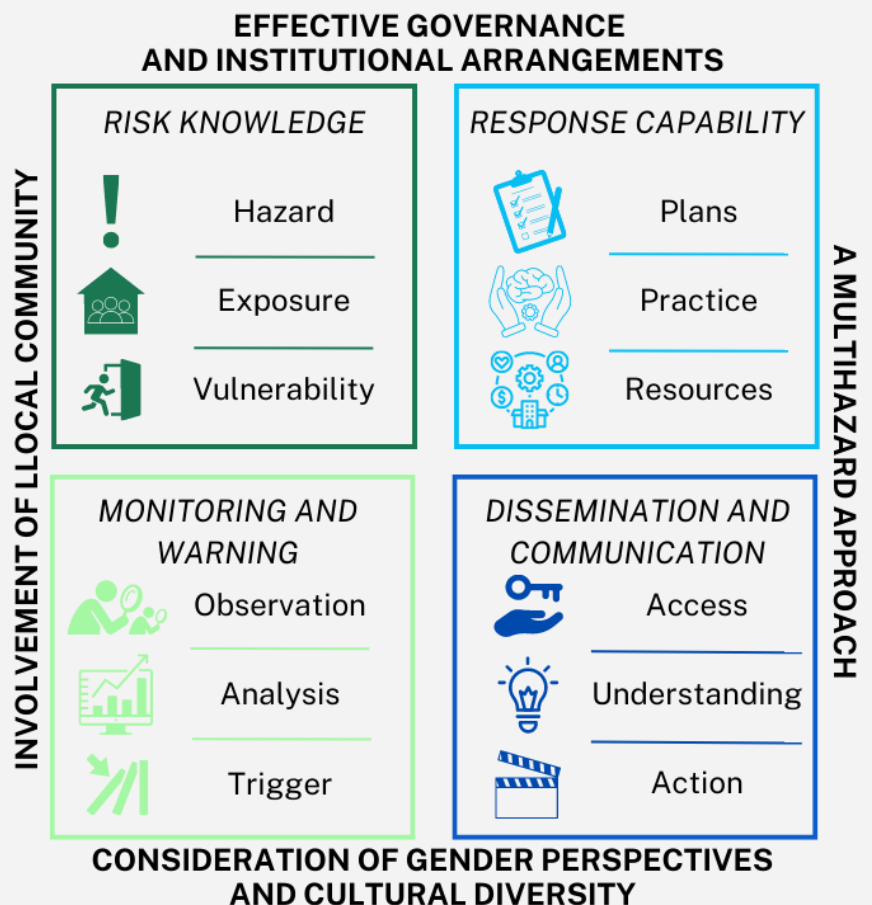 EFFECTIVE GOVERNANCE
AND INSTITUTIONAL ARRANGEMENTS
INVOLVEMENT OF LLOCAL COMMUNITY
RISK KNOWLEDGE
Hazard
Exposure
Vulnerability
RESPONSE CAPABILITY
Plans
Practice
Resources
A MULTIHAZARD APPROACH
MONITORING AND
WARNING
Observation
Analysis
Trigger
DISSEMINATION AND
COMMUNICATION
Access
Understanding
Action
CONSIDERATION OF GENDER PERSPECTIVES
AND CULTURAL DIVERSITY